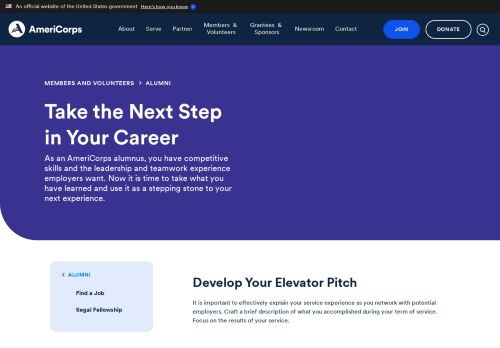 An official website of the United States government Here's how you know
AmeriCorps
About Serve Partner Members & Volunteers Grantees & Sponsors Newsroom Contact JOIN DONATE
MEMBERS AND VOLUNTEERS > ALUMNI
Take the Next Step
in Your Career
As an AmeriCorps alumnus, you have competitive
skills and the leadership and teamwork experience
employers want. Now it is time to take what you
have learned and use it as a stepping stone to your
next experience.
ALUMNI
Find a Job
Segal Fellowship
Develop Your Elevator Pitch
It is important to effectively explain your service experience as you network with potential
employers. Craft a brief description of what you accomplished during your term of service.
Focus on the results of your service.